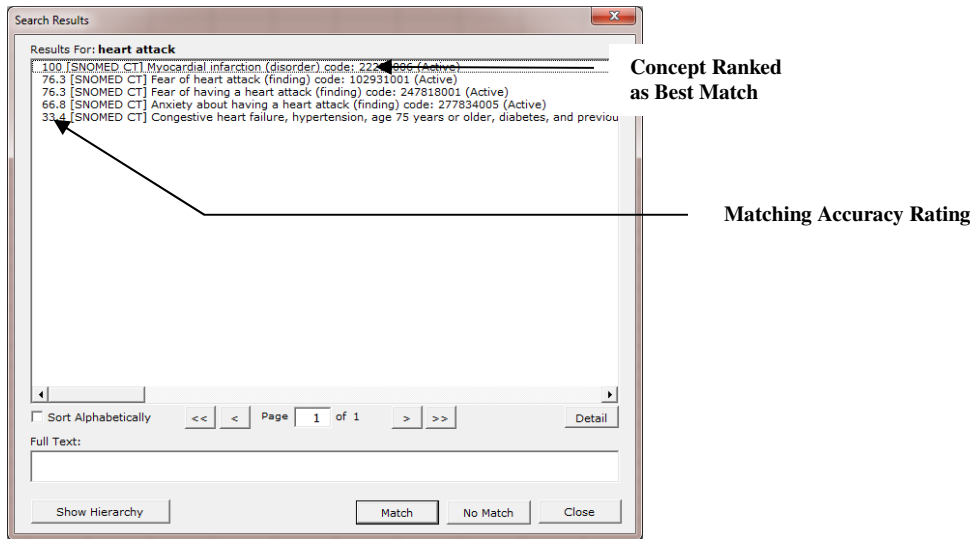 Search Results
Results For: heart attack
100 [SNOMED CT] Myocardial infarction (disorder) code: (Active)
76.3 [SNOMED CT] Fear of heart attack (finding) code: 102931001 (Active)
76.3 [SNOMED CT] Fear of having a heart attack (finding) code: 247818001 (Active)
66.8 [SNOMED CT] Anxiety about having a heart attack (finding) code: 277834005 (Active)
33.4 [SNOMED CT] Congestive heart failure, hypertension, age 75 years or older, diabetes, and previou
Concept Ranked
as Best Match
Matching Accuracy Rating
Sort Alphabetically << < Page 1 of 1 > >> Detail
Full Text:
Show Hierarchy Match No Match Close